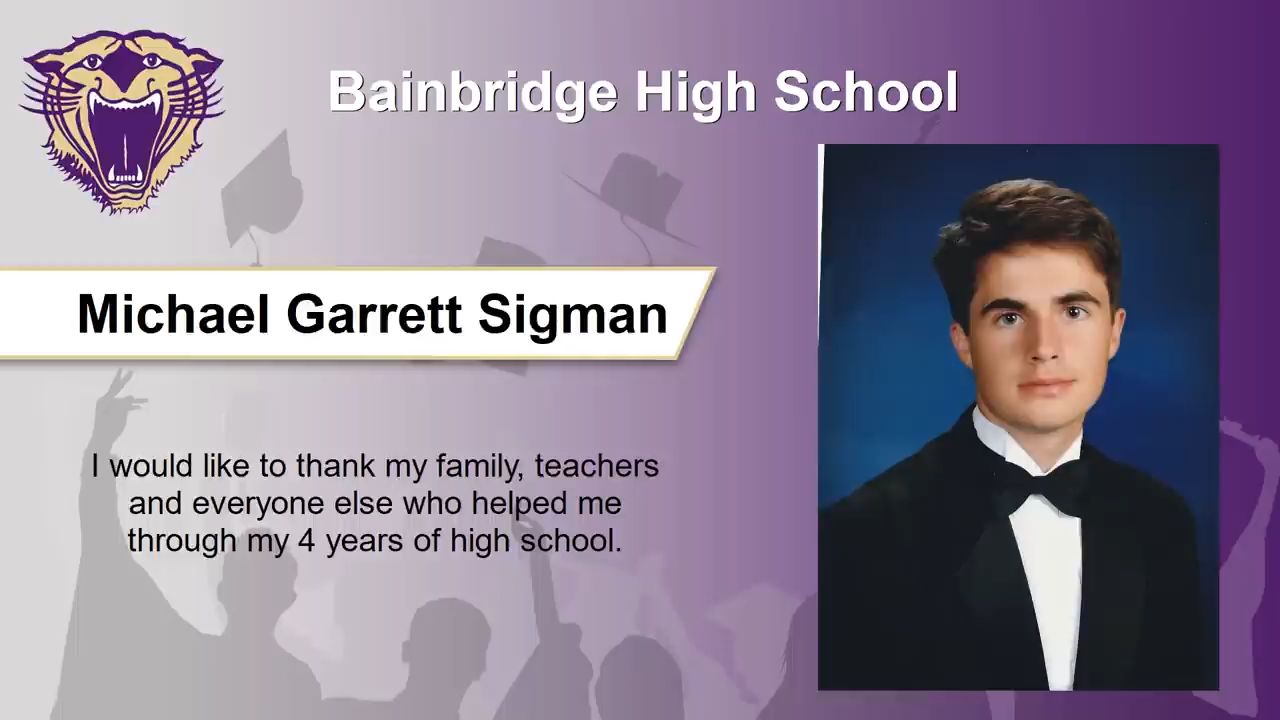 Bainbridge High School
Michael Garrett Sigman
I would like to thank my family, teachers
and everyone else who helped me
through my 4 years of high school.